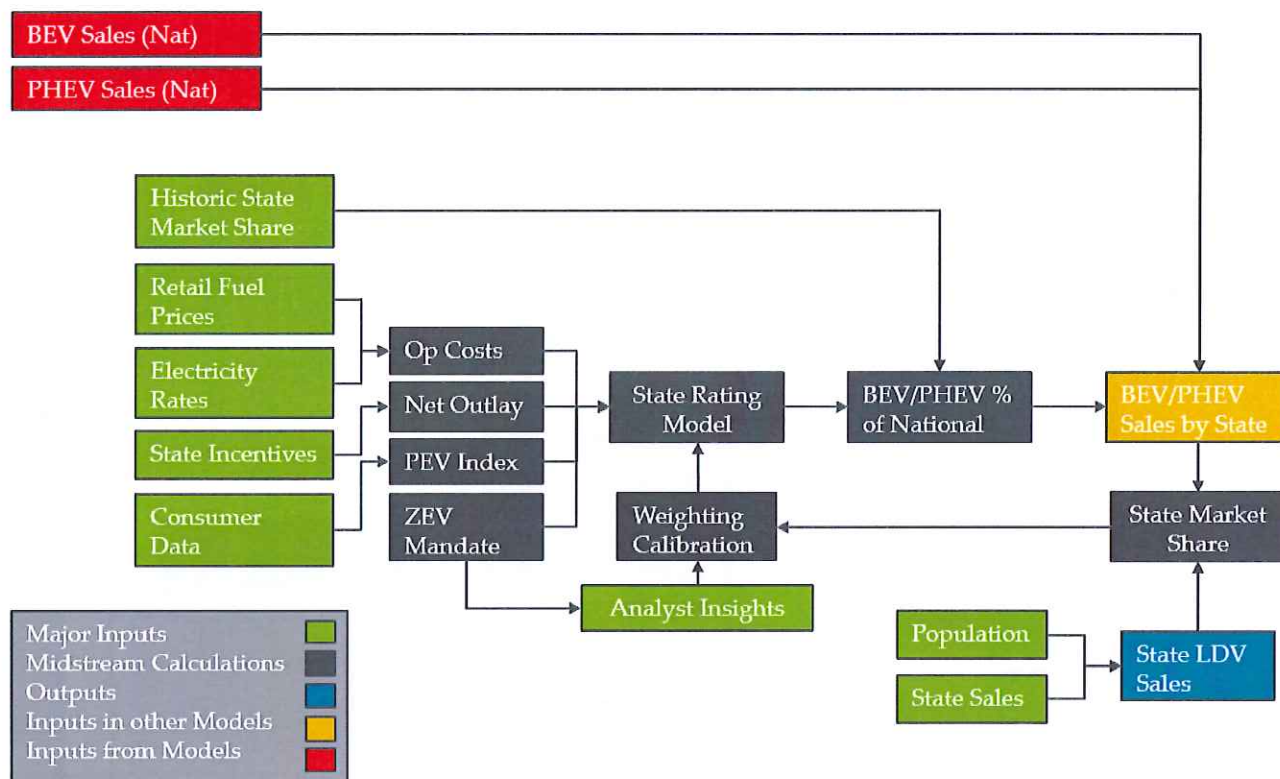 BEV Sales (Nat)
PHEV Sales (Nat)
Historic State
Market Share
Retail Fuel
Prices
Electricity
Rates
State Incentives
Consumer
Data
Op Costs
Net Outlay
PEV Index
ZEV
Mandate
State Rating
Model
Weighting
Calibration
Analyst Insights
BEV/PHEV %
of National
BEV/PHEV
Sales by State
State Market
Share
Population
State Sales
State LDV
Sales
Major Inputs
Midstream Calculations
Outputs
Inputs in other Models
Inputs from Models